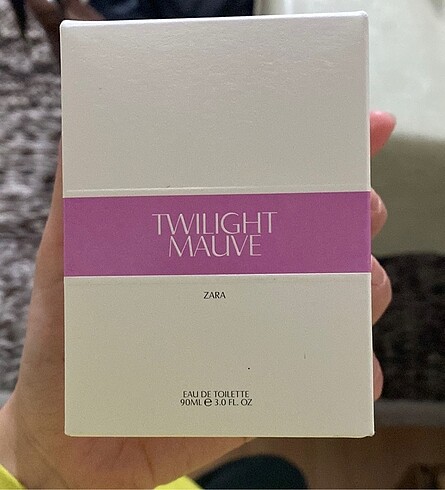 TWILIGHT
MAUVE
ZARA
EAU DE TOILETTE
90ML ℮ 3.0 FL. OZ